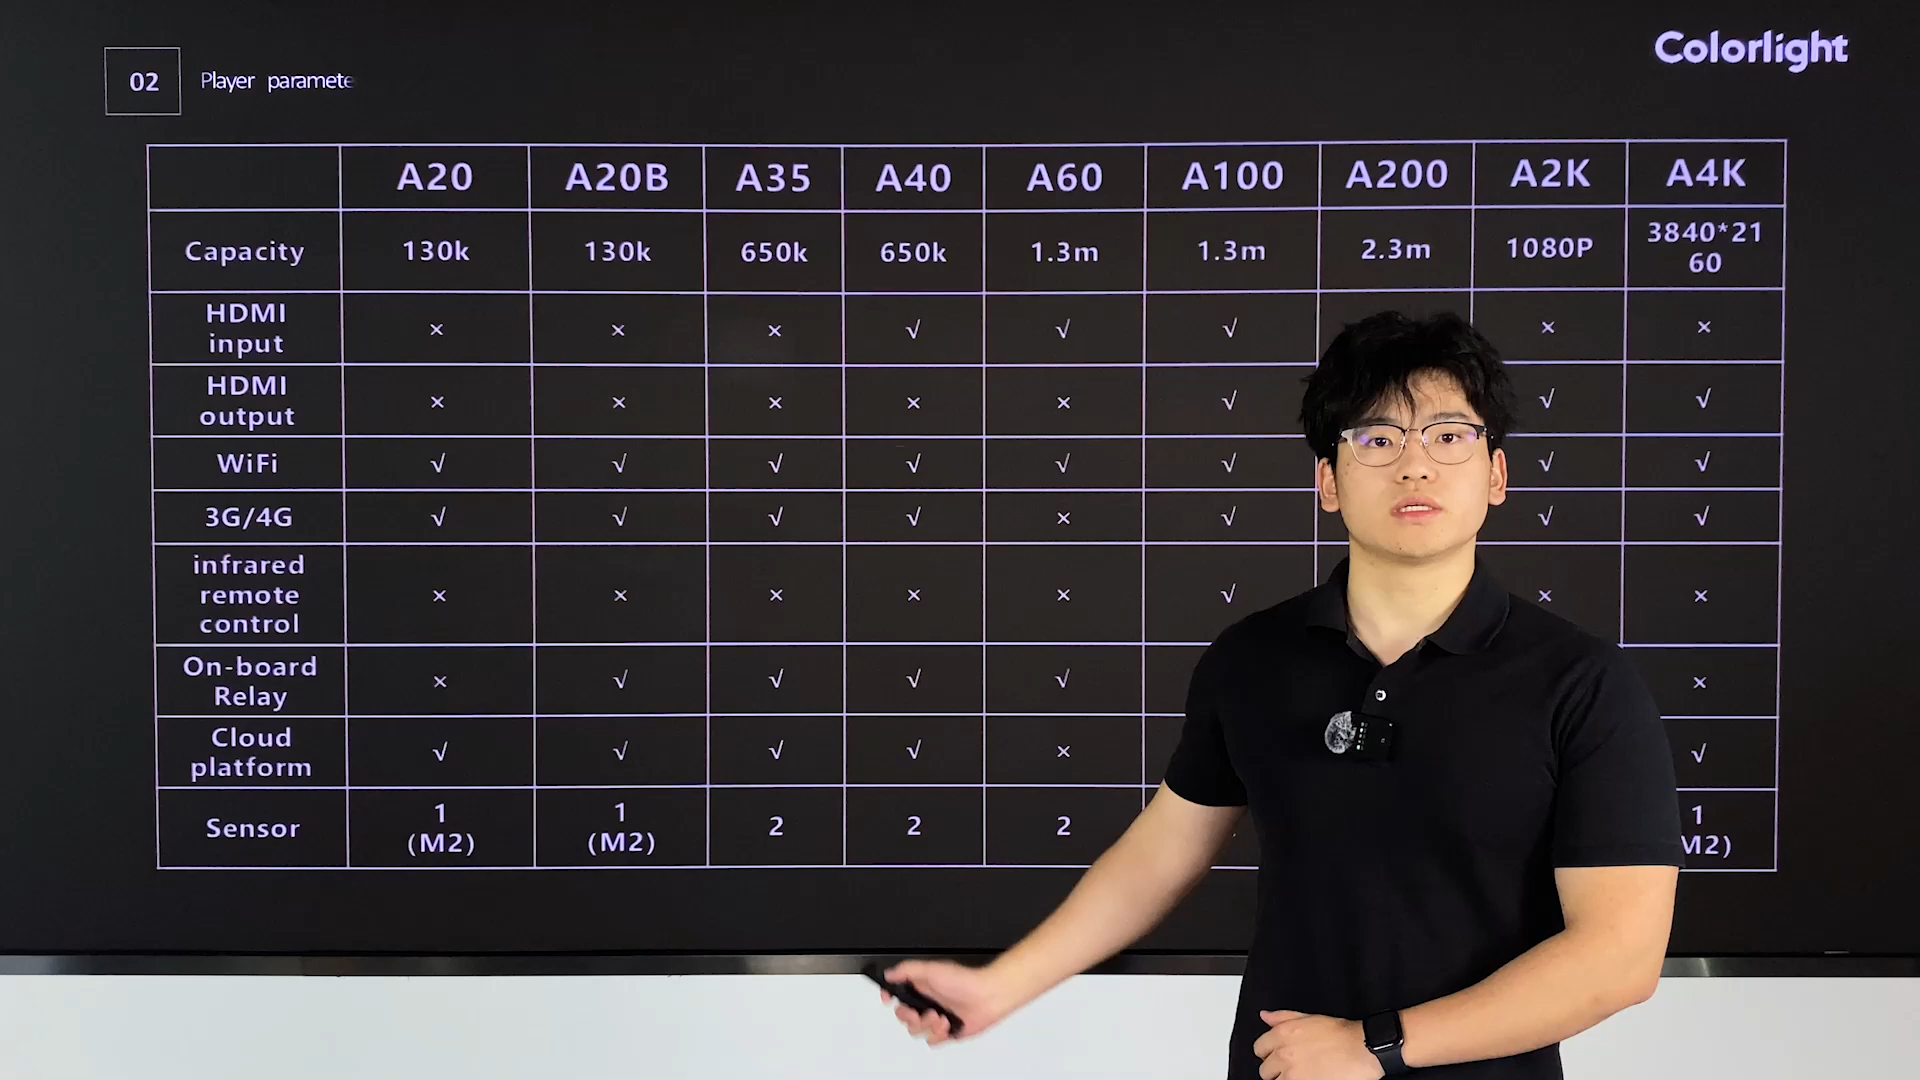 Colorlight
02 Player paramete
A20 A20B A35 A40 A60 A100 A200 A2K A4K
Capacity 130k 130k 650k 650k 1.3m 1.3m 2.3m 1080P 3840*21
60
HDMI
input × × × √ √ √ × ×
HDMI
output × × × × × √ √ √
WiFi √ √ √ √ √ √ √ √
3G/4G √ √ √ √ × √ √ √
infrared
remote
control × × × × × √ × ×
On-board
Relay × √ √ √ √ ×
Cloud
platform √ √ √ √ × √
Sensor 1
(M2) 1
(M2) 2 2 2 1
M2)